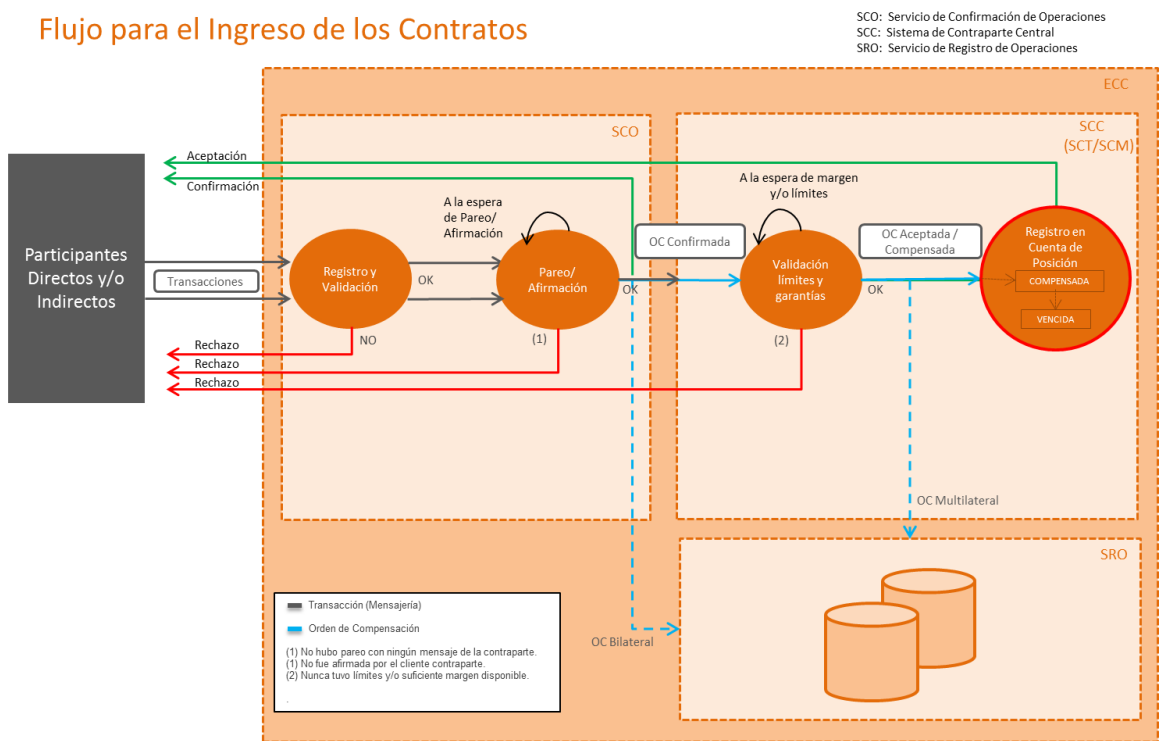 Flujo para el Ingreso de los Contratos
SCO: Servicio de Confirmación de Operaciones
SCC: Sistema de Contraparte Central
SRO: Servicio de Registro de Operaciones
ECC
SCO
SCC
(SCT/SCM)
Aceptación
Confirmación
A la espera
de Pareo/
Afirmación
A la espera de margen
y/o límites
Participantes
Directos y/o
Indirectos
Transacciones
Registro y
Validación
OK
Pareo/
Afirmación
OK
OC Confirmada
Validación
límites y
garantías
OK
OC Aceptada /
Compensada
Registro en
Cuenta de
Posición
COMPENSADA
VENCIDA
Rechazo
Rechazo
Rechazo
NO
(1)
(2)
OC Multilateral
SRO
OC Bilateral
Transacción (Mensajería)
Orden de Compensación
(1) No hubo pareo con ningún mensaje de la contraparte.
(1) No fue afirmada por el cliente contraparte.
(2) Nunca tuvo límites y/o suficiente margen disponible.
.